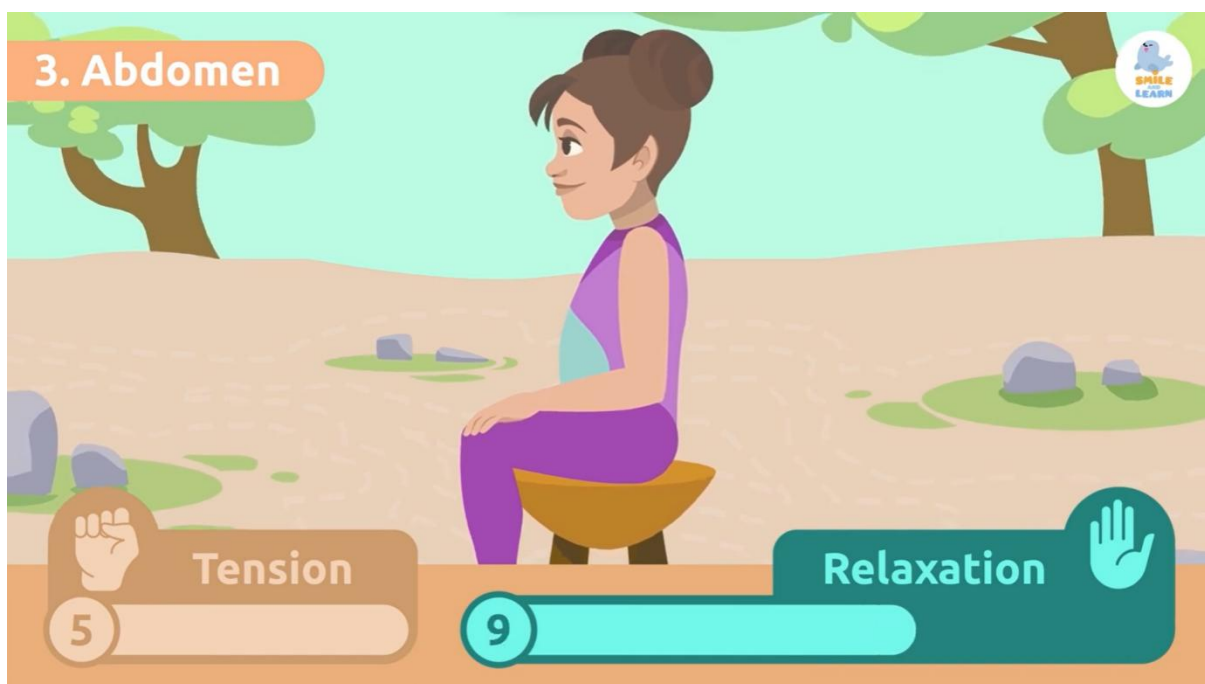 3. Abdomen
SMILE
AND
LEARN
Tension
Relaxation
5
9